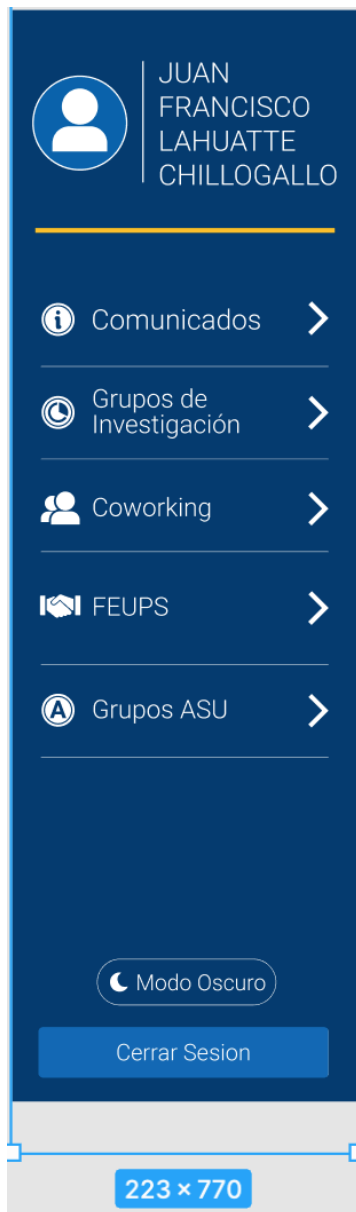 JUAN
FRANCISCO
LAHUATTE
CHILLOGALLO
Comunicados
Grupos de
Investigación
Coworking
FEUPS
A
Grupos ASU
Modo Oscuro
Cerrar Sesion
223 × 770